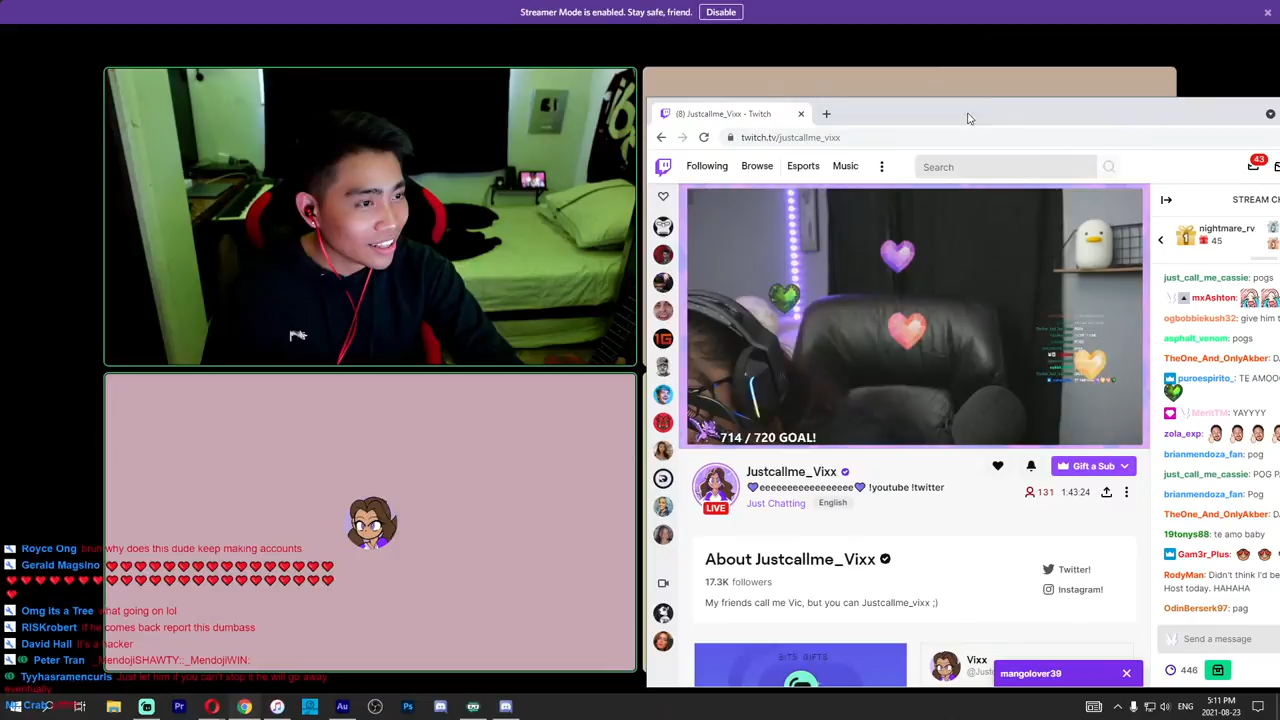 Streamer Mode is enabled. Stay safe, friend. Disable
(8) Justcallme_Vixx - Twitch
twitch.tv/justcallme_vixx
Following Browse Esports Music Search 43
714 / 720 GOAL!
Justcallme_Vixx
LIVE
💜eeeeeeeeeeeeeeeee💜 !youtube !twitter
Just Chatting English
Gift a Sub
131 1:43:24
About Justcallme_Vixx
17.3K followers
My friends call me Vic, but you can Justcallme_vixx ;)
Twitter!
Instagram!
BITS GIFTS
Vixx
mangolover39
STREAM CH
nightmare_rv
45
just_call_me_cassie: pogs
mxAshton:
ogbobbiekush32: give him t
asphalt_venom: pogs
TheOne_And_OnlyAkber: D
puroespirito_: TE AMOO
MeritTM: YAYYYY
zola_exp:
brianmendoza_fan: pog
just_call_me_cassie: POG P
brianmendoza_fan: Pog
TheOne_And_OnlyAkber: D
19tonys88: te amo baby
Gam3r_Plus:
RodyMan: Didn't think I'd be
Host today. HAHAHA
OdinBerserk97: pag
Send a message
446
Royce Ong bruh why does this dude keep making accounts
Gerald Magsino
Omg its a Tree what going on lol
RISKrobert If he comes back report this dumbass
David Hall It's a hacker
Peter Tran _MendojiSHAWTY::_MendojiWIN:
Tyyhasramencurls Just let him if you can't stop it he will go away
eventually
ENG
5:11 PM
2021-08-23